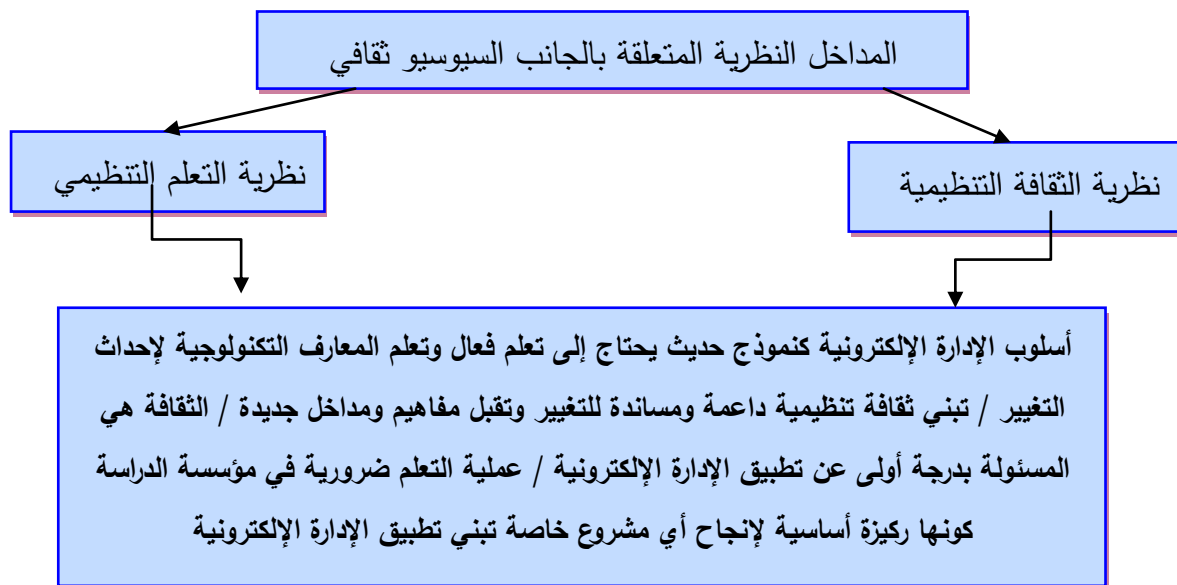 المداخل النظرية المتعلقة بالجانب السيوسيو ثقافي
نظرية الثقافة التنظيمية
نظرية التعلم التنظيمي
أسلوب الإدارة الإلكترونية كنموذج حديث يحتاج إلى تعلم فعال وتعلم المعارف التكنولوجية لإحداث
التغيير / تبني ثقافة تنظيمية داعمة ومساندة للتغيير وتقبل مفاهيم ومداخل جديدة / الثقافة هي
المسئولة بدرجة أولى عن تطبيق الإدارة الإلكترونية / عملية التعلم ضرورية في مؤسسة الدراسة
كونها ركيزة أساسية لإنجاح أي مشروع خاصة تبني تطبيق الإدارة الإلكترونية